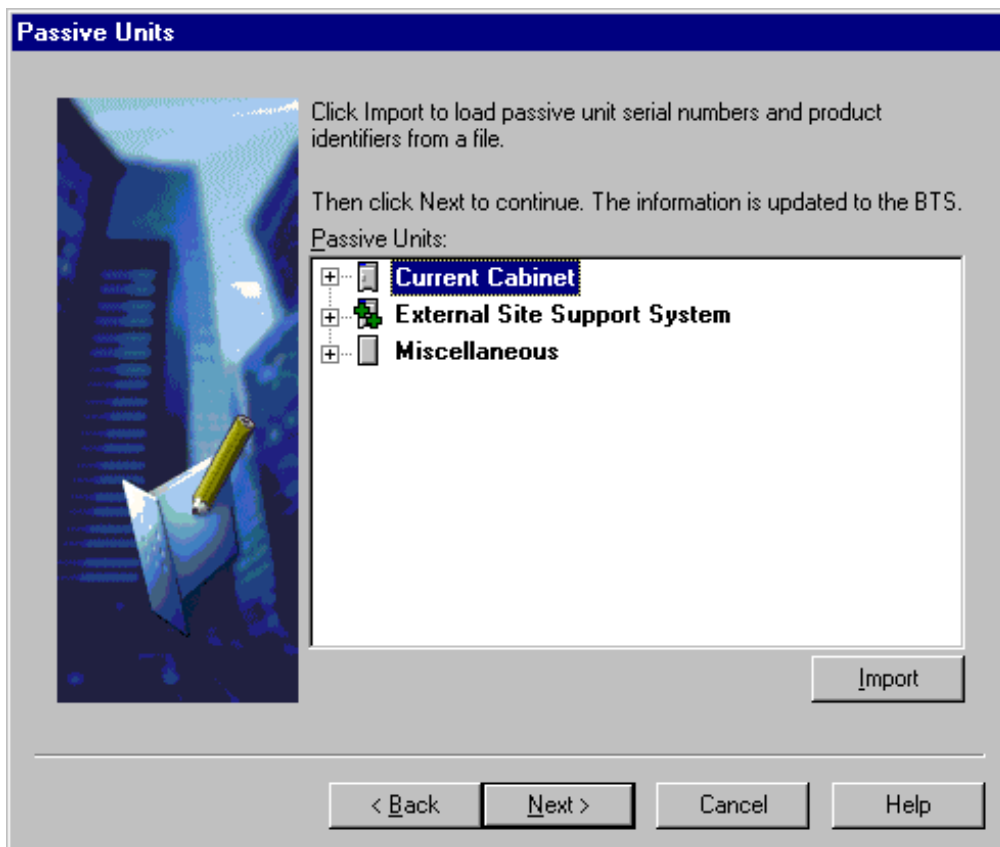 Passive Units
Click Import to load passive unit serial numbers and product
identifiers from a file.
Then click Next to continue. The information is updated to the BTS.
Passive Units:
Current Cabinet
External Site Support System
Miscellaneous
Import
< Back
Next >
Cancel
Help